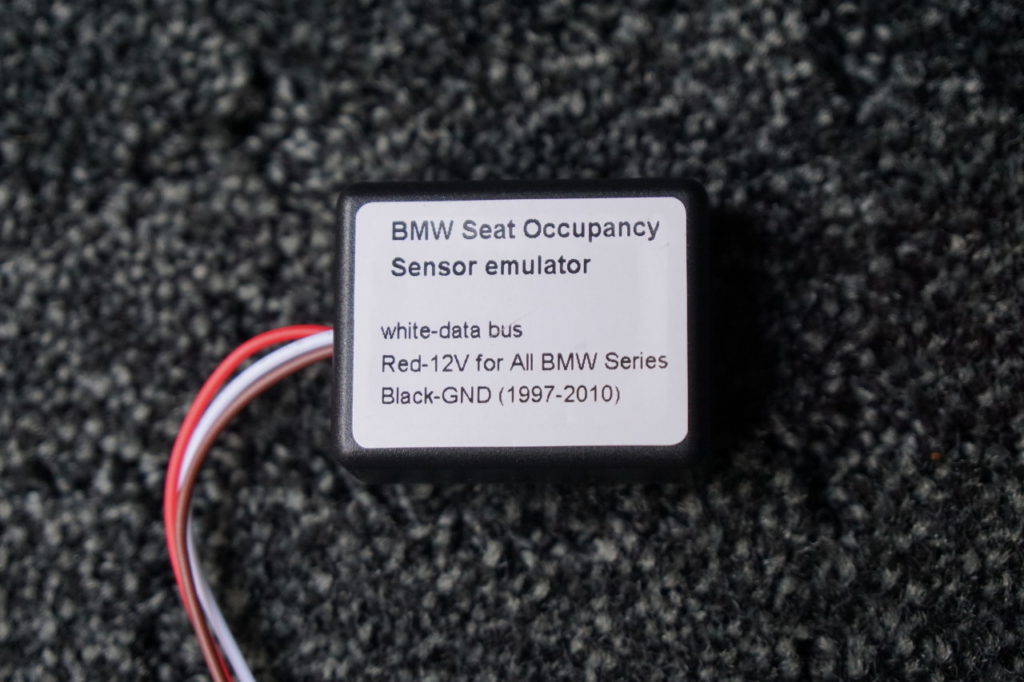 BMW Seat Occupancy
Sensor emulator
white-data bus
Red-12V for All BMW Series
Black-GND (1997-2010)